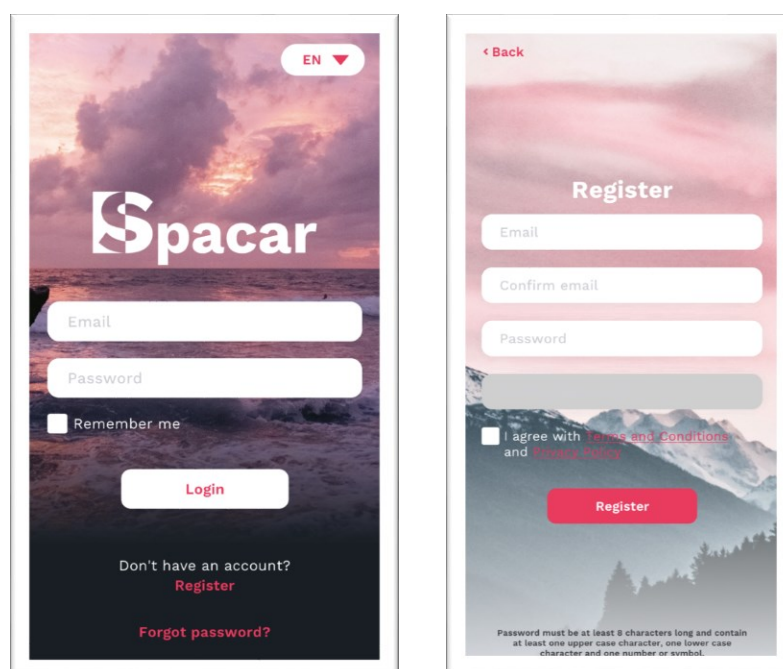 EN
Spacar
Email
Password
Remember me
Login
Don't have an account?
Register
Forgot password?
‹ Back
Register
Email
Confirm email
Password
I agree with Terms and Conditions
and Privacy Policy
Register
Password must be at least 8 characters long and contain
at least one upper case character, one lower case
character and one number or symbol.